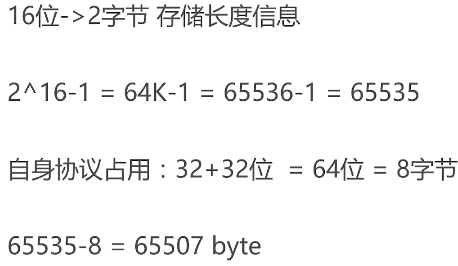 16位->2字节 存储长度信息
2^16-1 = 64K-1 = 65536-1 = 65535
自身协议占用：32+32位  = 64位 = 8字节
65535-8 = 65507 byte